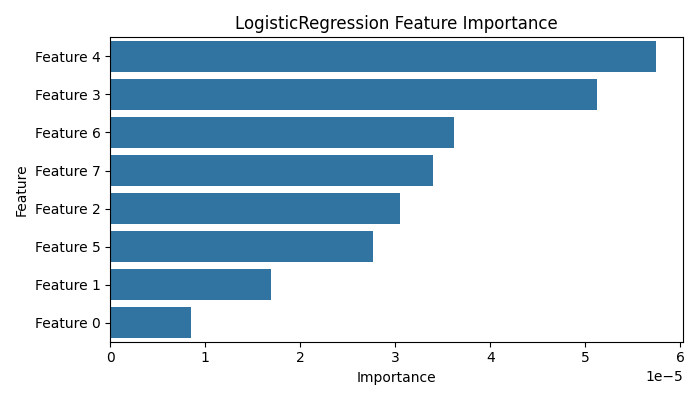 LogisticRegression Feature Importance
Feature 4
Feature 3
Feature 6
Feature 7
Feature 2
Feature 5
Feature 1
Feature 0
Feature
0 1 2 3 4 5 6
1e−5
Importance